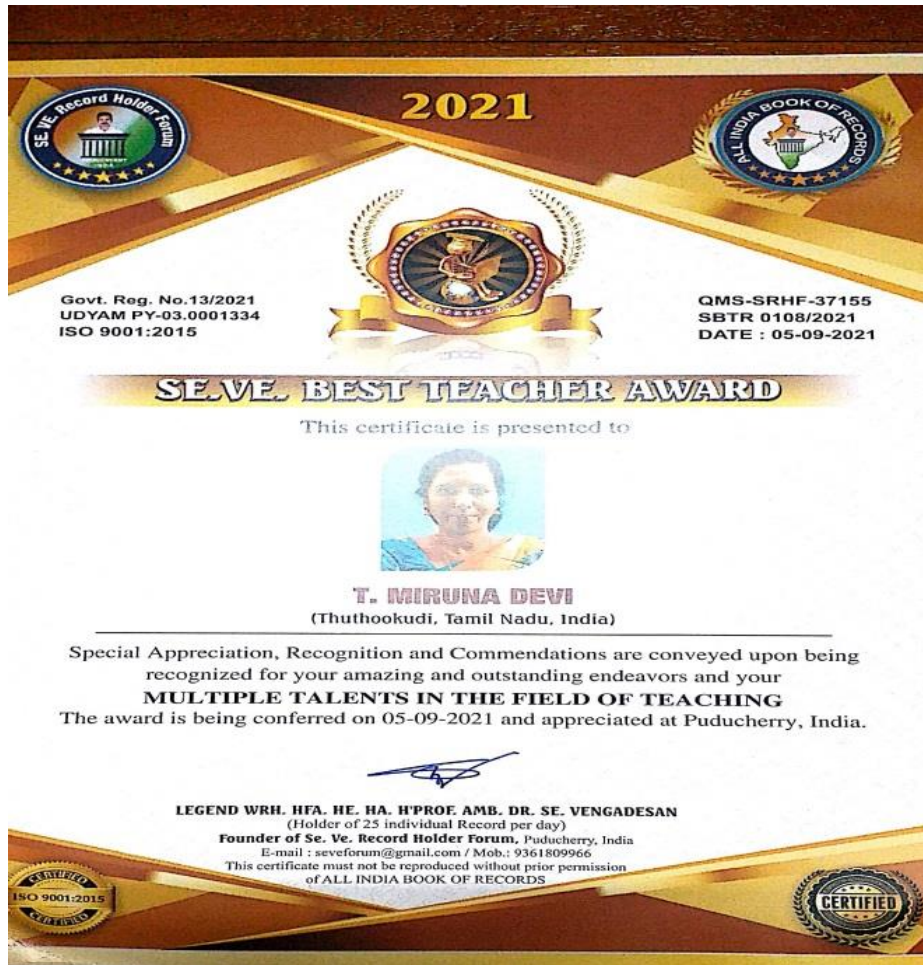 2021
SE. VE. Record Holder Forum
INDIA
ALL INDIA BOOK OF RECORDS
Govt. Reg. No.13/2021
UDYAM PY-03.0001334
ISO 9001:2015
QMS-SRHF-37155
SBTR 0108/2021
DATE : 05-09-2021
SE.VE. BEST TEACHER AWARD
This certificate is presented to
T. MIRUNA DEVI
(Thuthookudi, Tamil Nadu, India)
Special Appreciation, Recognition and Commendations are conveyed upon being
recognized for your amazing and outstanding endeavors and your
MULTIPLE TALENTS IN THE FIELD OF TEACHING
The award is being conferred on 05-09-2021 and appreciated at Puducherry, India.
LEGEND WRH. HFA. HE. HA. H'PROF. AMB. DR. SE. VENGADESAN
(Holder of 25 individual Record per day)
Founder of Se. Ve. Record Holder Forum, Puducherry, India
E-mail : seveforum@gmail.com / Mob.: 9361809966
This certificate must not be reproduced without prior permission
of ALL INDIA BOOK OF RECORDS
CERTIFIED
ISO 9001:2015
CERTIFIED
CERTIFIED